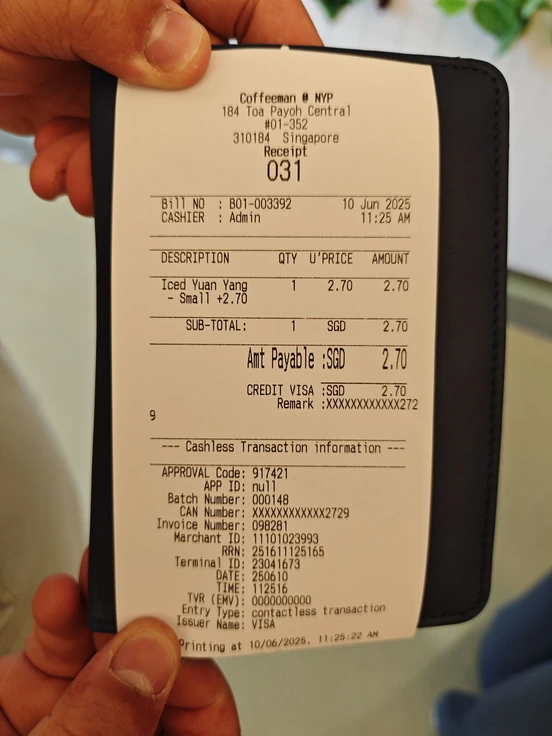 Coffeeman @ NYP
184 Toa Payoh Central
#01-352
310184 Singapore
Receipt
031
Bill NO : B01-003392 10 Jun 2025
CASHIER : Admin 11:25 AM
DESCRIPTION QTY U'PRICE AMOUNT
Iced Yuan Yang 1 2.70 2.70
- Small +2.70
SUB-TOTAL: 1 SGD 2.70
Amt Payable :SGD 2.70
CREDIT VISA :SGD 2.70
Remark :XXXXXXXXXXXX272
9
--- Cashless Transaction information ---
APPROVAL Code: 917421
APP ID: null
Batch Number: 000148
CAN Number: XXXXXXXXXXXX2729
Invoice Number: 098281
Merchant ID: 11101023993
RRN: 251611125165
Terminal ID: 23041673
DATE: 250610
TIME: 112516
TVR (EMV): 0000000000
Entry Type: contactless transaction
Issuer Name: VISA
Printing at 10/06/2025, 11:25:22 AM